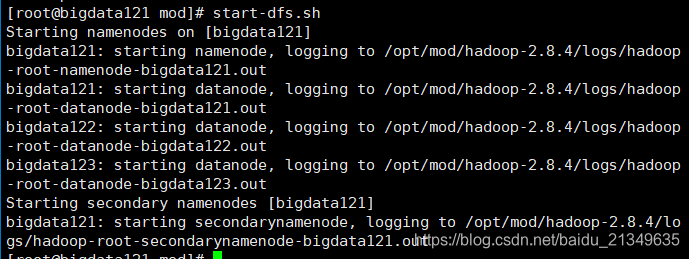 [root@bigdata121 mod]# start-dfs.sh
Starting namenodes on [bigdata121]
bigdata121: starting namenode, logging to /opt/mod/hadoop-2.8.4/logs/hadoop
-root-namenode-bigdata121.out
bigdata121: starting datanode, logging to /opt/mod/hadoop-2.8.4/logs/hadoop
-root-datanode-bigdata121.out
bigdata122: starting datanode, logging to /opt/mod/hadoop-2.8.4/logs/hadoop
-root-datanode-bigdata122.out
bigdata123: starting datanode, logging to /opt/mod/hadoop-2.8.4/logs/hadoop
-root-datanode-bigdata123.out
Starting secondary namenodes [bigdata121]
bigdata121: starting secondarynamenode, logging to /opt/mod/hadoop-2.8.4/lo
gs/hadoop-root-secondarynamenode-bigdata121.out
https://blog.csdn.net/baidu_21349635
[root@bigdata121 mod]#